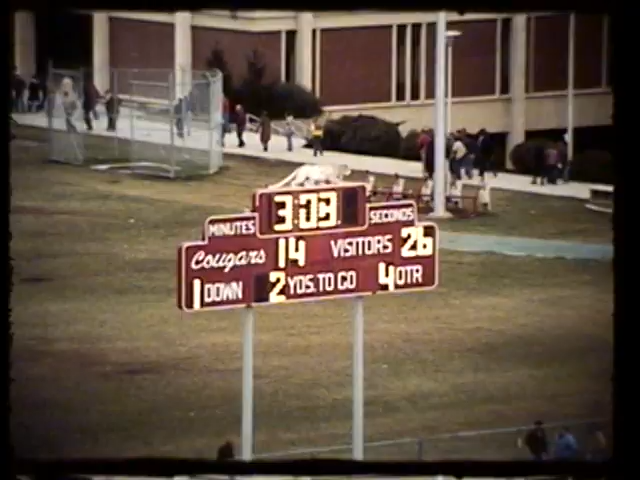 3:03
MINUTES SECONDS
Cougars 14 VISITORS 26
1 DOWN 2 YDS. TO GO 4 QTR